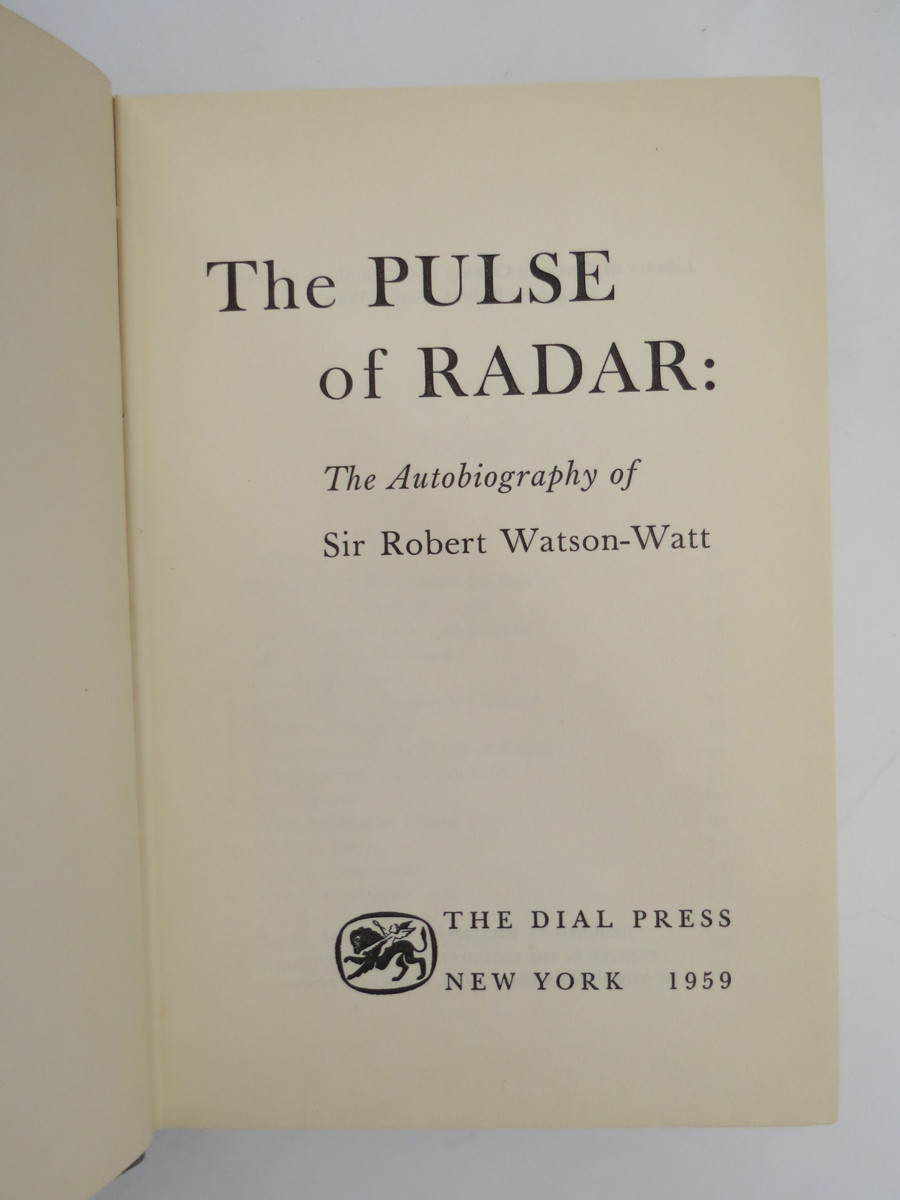 The PULSE
of RADAR:
The Autobiography of
Sir Robert Watson-Watt
THE DIAL PRESS
NEW YORK 1959